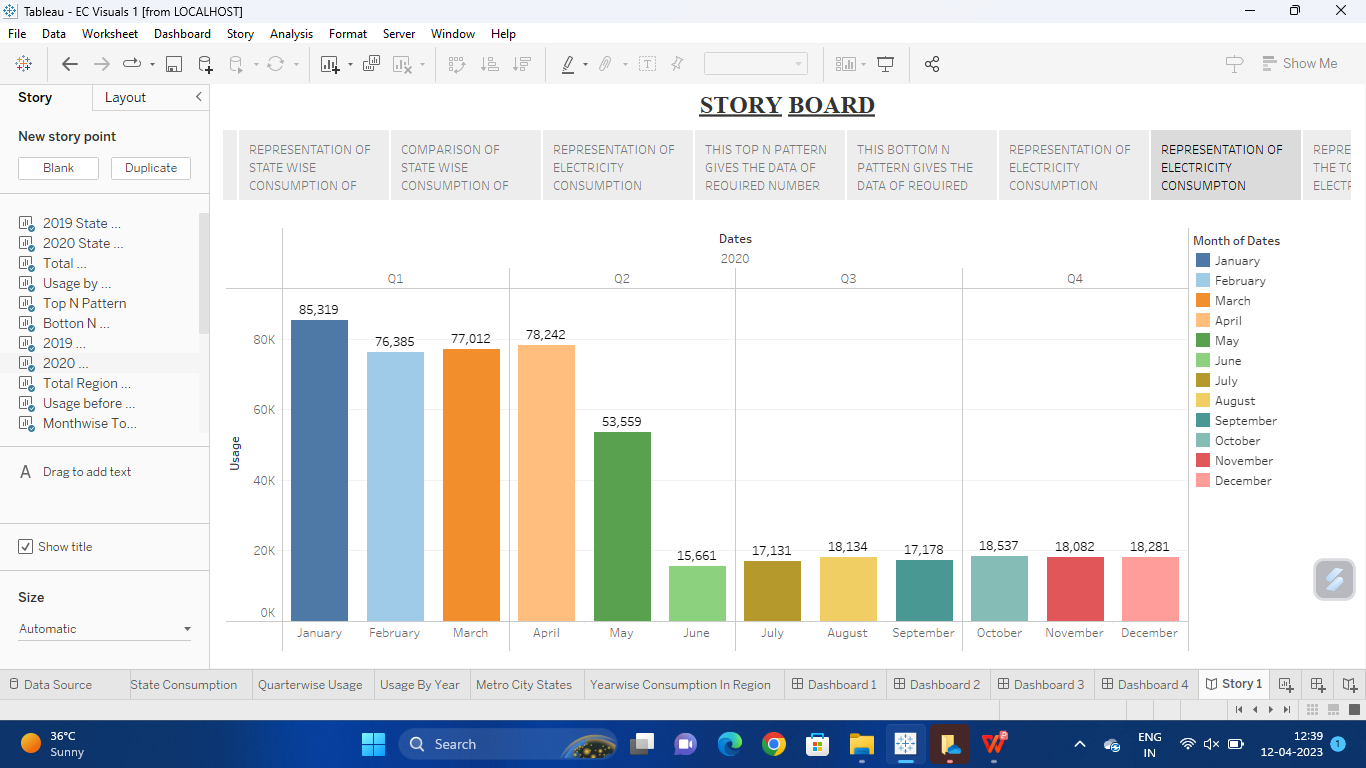 Tableau - EC Visuals 1 [from LOCALHOST]
File Data Worksheet Dashboard Story Analysis Format Server Window Help
Show Me
Story Layout
New story point
Blank Duplicate
2019 State ...
2020 State ...
Total ...
Usage by ...
Top N Pattern
Botton N ...
2019 ...
2020 ...
Total Region ...
Usage before ...
Monthwise To...
A Drag to add text
Show title
Size
Automatic
STORY BOARD
REPRESENTATION OF
STATE WISE
CONSUMPTION OF
COMPARISON OF
STATE WISE
CONSUMPTION OF
REPRESENTATION OF
ELECTRICITY
CONSUMPTION
THIS TOP N PATTERN
GIVES THE DATA OF
REQUIRED NUMBER
THIS BOTTOM N
PATTERN GIVES THE
DATA OF REQUIRED
REPRESENTATION OF
ELECTRICITY
CONSUMPTION
REPRESENTATION OF
ELECTRICITY
CONSUMPTON
REPRE
THE TO
ELECTR
Dates
2020
Q1 Q2 Q3 Q4
Usage
80K
60K
40K
20K
0K
85,319 76,385 77,012 78,242 53,559 15,661 17,131 18,134 17,178 18,537 18,082 18,281
January February March April May June July August September October November December
Month of Dates
January
February
March
April
May
June
July
August
September
October
November
December
Data Source State Consumption Quarterwise Usage Usage By Year Metro City States Yearwise Consumption In Region Dashboard 1 Dashboard 2 Dashboard 3 Dashboard 4 Story 1
36°C
Sunny
Search
ENG
IN
12:39
12-04-2023
1